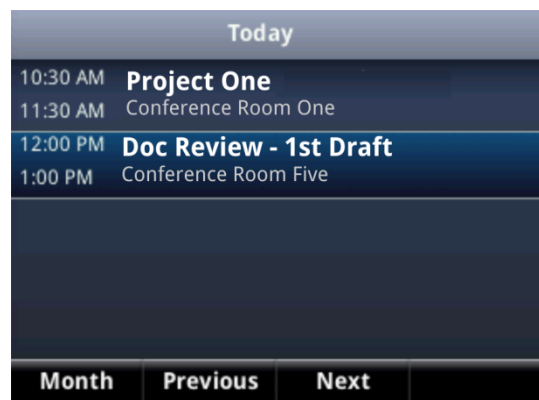 Today
10:30 AM Project One
11:30 AM Conference Room One
12:00 PM Doc Review - 1st Draft
1:00 PM Conference Room Five
Month Previous Next